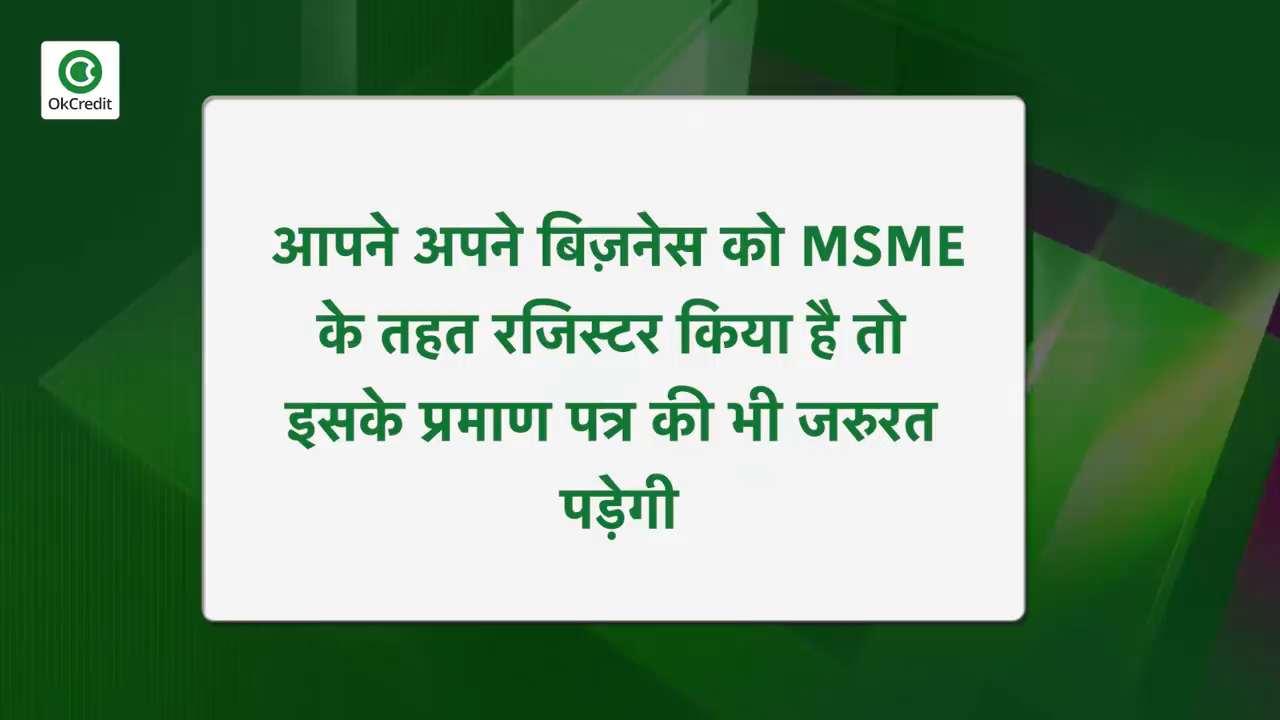 OkCredit
आपने अपने बिज़नेस को MSME
के तहत रजिस्टर किया है तो
इसके प्रमाण पत्र की भी जरुरत
पड़ेगी